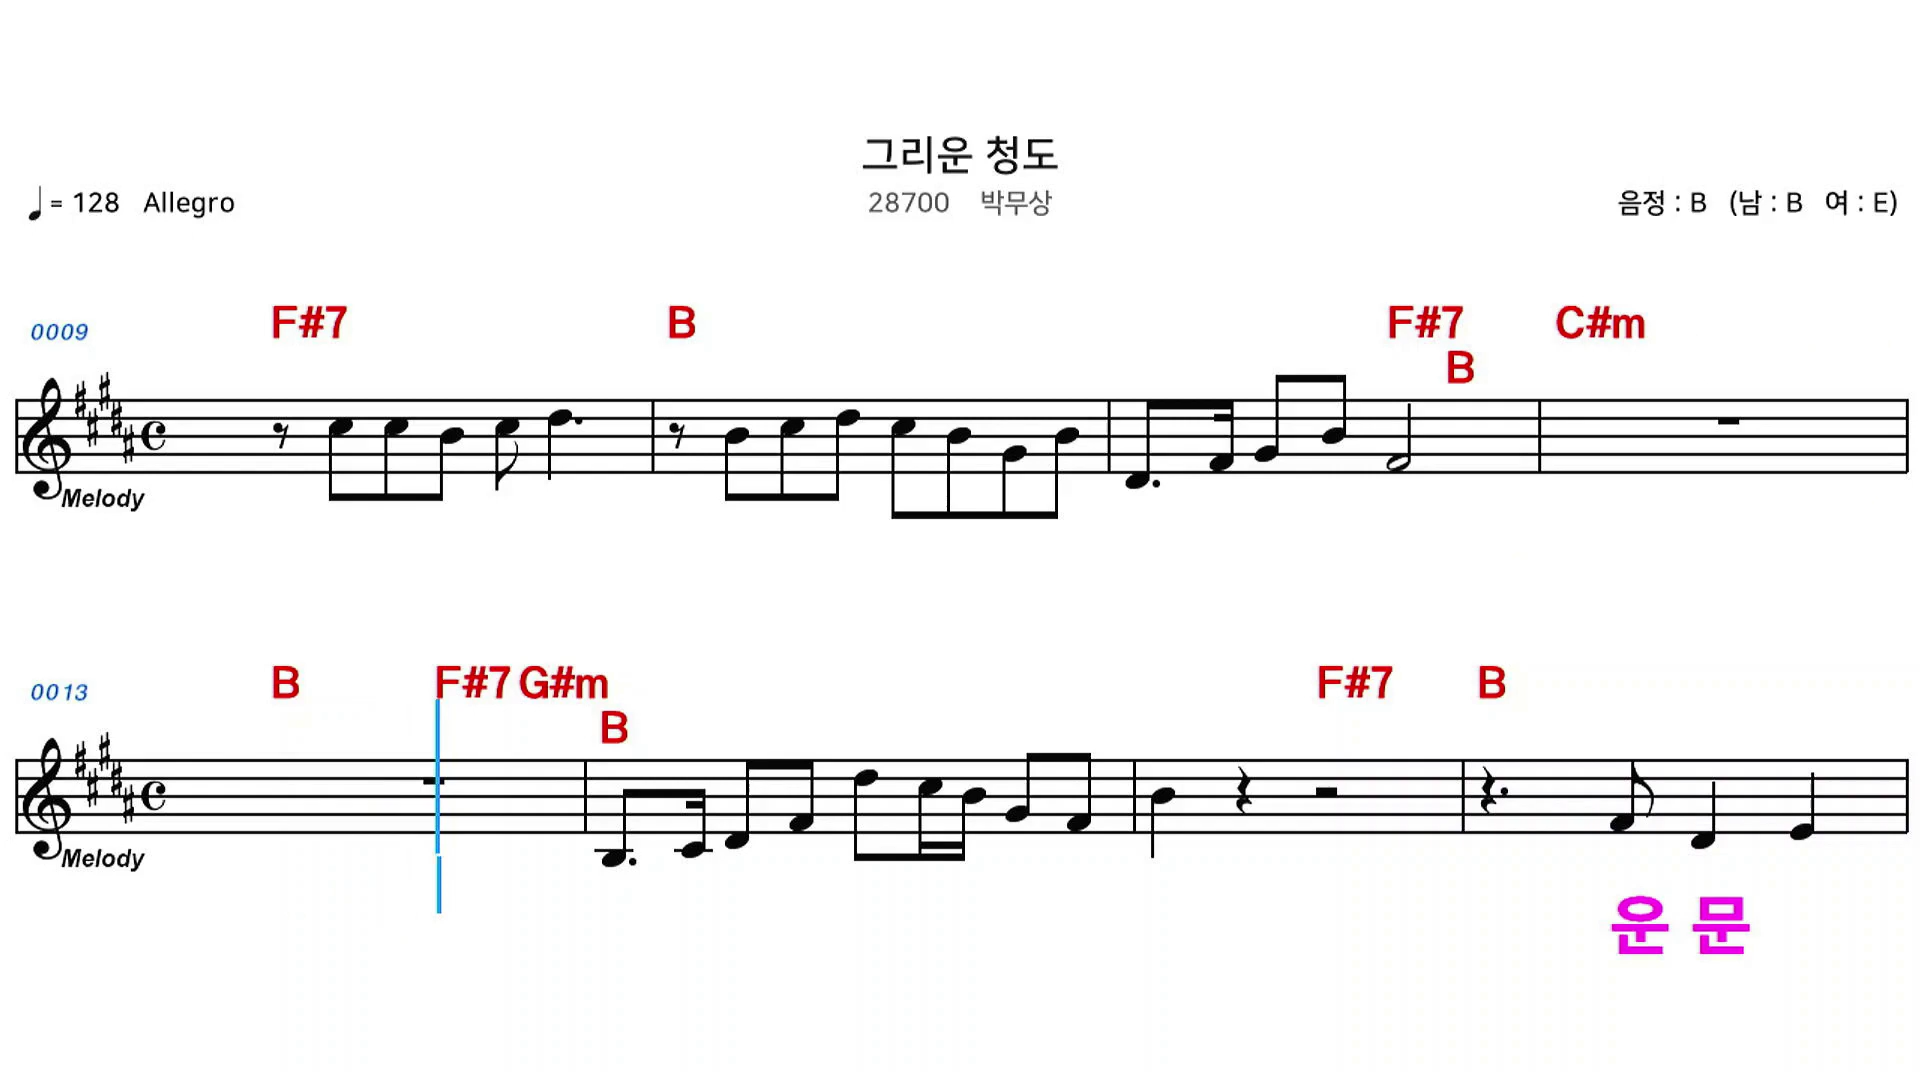 그리운 청도
♩= 128 Allegro
28700 박무상
음정 : B (남 : B 여 : E)
F#7 B F#7 C#m
0009
B
Melody
B F#7 G#m F#7 B
0013
B
Melody
운 문